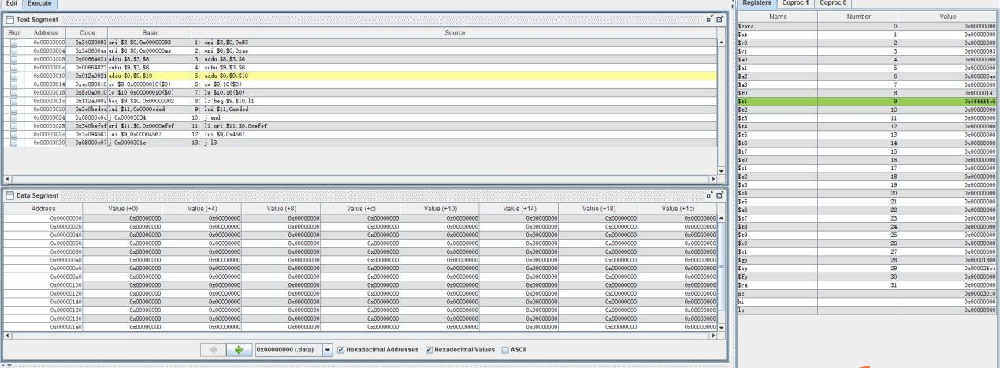 Edit Execute
Text Segment
Bkpt Address Code Basic Source
0x00003000 0x34030093 ori $3,$0,0x00000093 1: ori $3,$0,0x93
0x00003004 0x340600ae ori $6,$0,0x000000ae 2: ori $6,$0,0xae
0x00003008 0x00664021 addu $8,$3,$6 3: addu $8,$3,$6
0x0000300c 0x00664823 subu $9,$3,$6 4: subu $9,$3,$6
0x00003010 0x012a0021 addu $0,$9,$10 5: addu $0,$9,$10
0x00003014 0xac090010 sw $9,0x00000010($0) 6: sw $9,16($0)
0x00003018 0x8c0a0010 lw $10,0x00000010($0) 7: lw $10,16($0)
0x0000301c 0x112a0002 beq $9,$10,0x00000002 8: l3:beq $9,$10,l1
0x00003020 0x3c0bcdcd lui $11,0x0000cdcd 9: lui $11,0xcdcd
0x00003024 0x08000c0d j 0x00003034 10: j end
0x00003028 0x340befef ori $11,$0,0x0000efef 11: l1:ori $11,$0,0xefef
0x0000302c 0x3c094567 lui $9,0x00004567 12: lui $9,0x4567
0x00003030 0x08000c07 j 0x0000301c 13: j l3
Data Segment
Address Value (+0) Value (+4) Value (+8) Value (+c) Value (+10) Value (+14) Value (+18) Value (+1c)
0x00000000 0x00000000 0x00000000 0x00000000 0x00000000 0x00000000 0x00000000 0x00000000 0x00000000
0x00000020 0x00000000 0x00000000 0x00000000 0x00000000 0x00000000 0x00000000 0x00000000 0x00000000
0x00000040 0x00000000 0x00000000 0x00000000 0x00000000 0x00000000 0x00000000 0x00000000 0x00000000
0x00000060 0x00000000 0x00000000 0x00000000 0x00000000 0x00000000 0x00000000 0x00000000 0x00000000
0x00000080 0x00000000 0x00000000 0x00000000 0x00000000 0x00000000 0x00000000 0x00000000 0x00000000
0x000000a0 0x00000000 0x00000000 0x00000000 0x00000000 0x00000000 0x00000000 0x00000000 0x00000000
0x000000c0 0x00000000 0x00000000 0x00000000 0x00000000 0x00000000 0x00000000 0x00000000 0x00000000
0x000000e0 0x00000000 0x00000000 0x00000000 0x00000000 0x00000000 0x00000000 0x00000000 0x00000000
0x00000100 0x00000000 0x00000000 0x00000000 0x00000000 0x00000000 0x00000000 0x00000000 0x00000000
0x00000120 0x00000000 0x00000000 0x00000000 0x00000000 0x00000000 0x00000000 0x00000000 0x00000000
0x00000140 0x00000000 0x00000000 0x00000000 0x00000000 0x00000000 0x00000000 0x00000000 0x00000000
0x00000160 0x00000000 0x00000000 0x00000000 0x00000000 0x00000000 0x00000000 0x00000000 0x00000000
0x00000180 0x00000000 0x00000000 0x00000000 0x00000000 0x00000000 0x00000000 0x00000000 0x00000000
0x000001a0 0x00000000 0x00000000 0x00000000 0x00000000 0x00000000 0x00000000 0x00000000 0x00000000
0x00000000 (.data) Hexadecimal Addresses Hexadecimal Values ASCII
Registers Coproc 1 Coproc 0
Name Number Value
$zero 0 0x00000000
$at 1 0x00000000
$v0 2 0x00000000
$v1 3 0x00000093
$a0 4 0x00000000
$a1 5 0x00000000
$a2 6 0x000000ae
$a3 7 0x00000000
$t0 8 0x00000141
$t1 9 0xffffffe5
$t2 10 0x00000000
$t3 11 0x00000000
$t4 12 0x00000000
$t5 13 0x00000000
$t6 14 0x00000000
$t7 15 0x00000000
$s0 16 0x00000000
$s1 17 0x00000000
$s2 18 0x00000000
$s3 19 0x00000000
$s4 20 0x00000000
$s5 21 0x00000000
$s6 22 0x00000000
$s7 23 0x00000000
$t8 24 0x00000000
$t9 25 0x00000000
$k0 26 0x00000000
$k1 27 0x00000000
$gp 28 0x00001800
$sp 29 0x00002ffc
$fp 30 0x00000000
$ra 31 0x00000000
pc 0x00003010
hi 0x00000000
lo 0x00000000